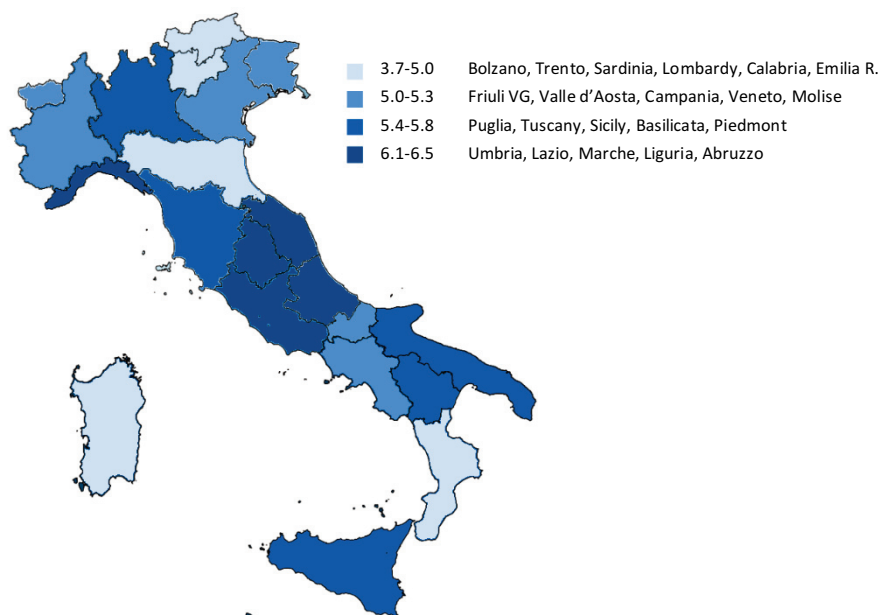 3.7-5.0 Bolzano, Trento, Sardinia, Lombardy, Calabria, Emilia R.
5.0-5.3 Friuli VG, Valle d’Aosta, Campania, Veneto, Molise
5.4-5.8 Puglia, Tuscany, Sicily, Basilicata, Piedmont
6.1-6.5 Umbria, Lazio, Marche, Liguria, Abruzzo